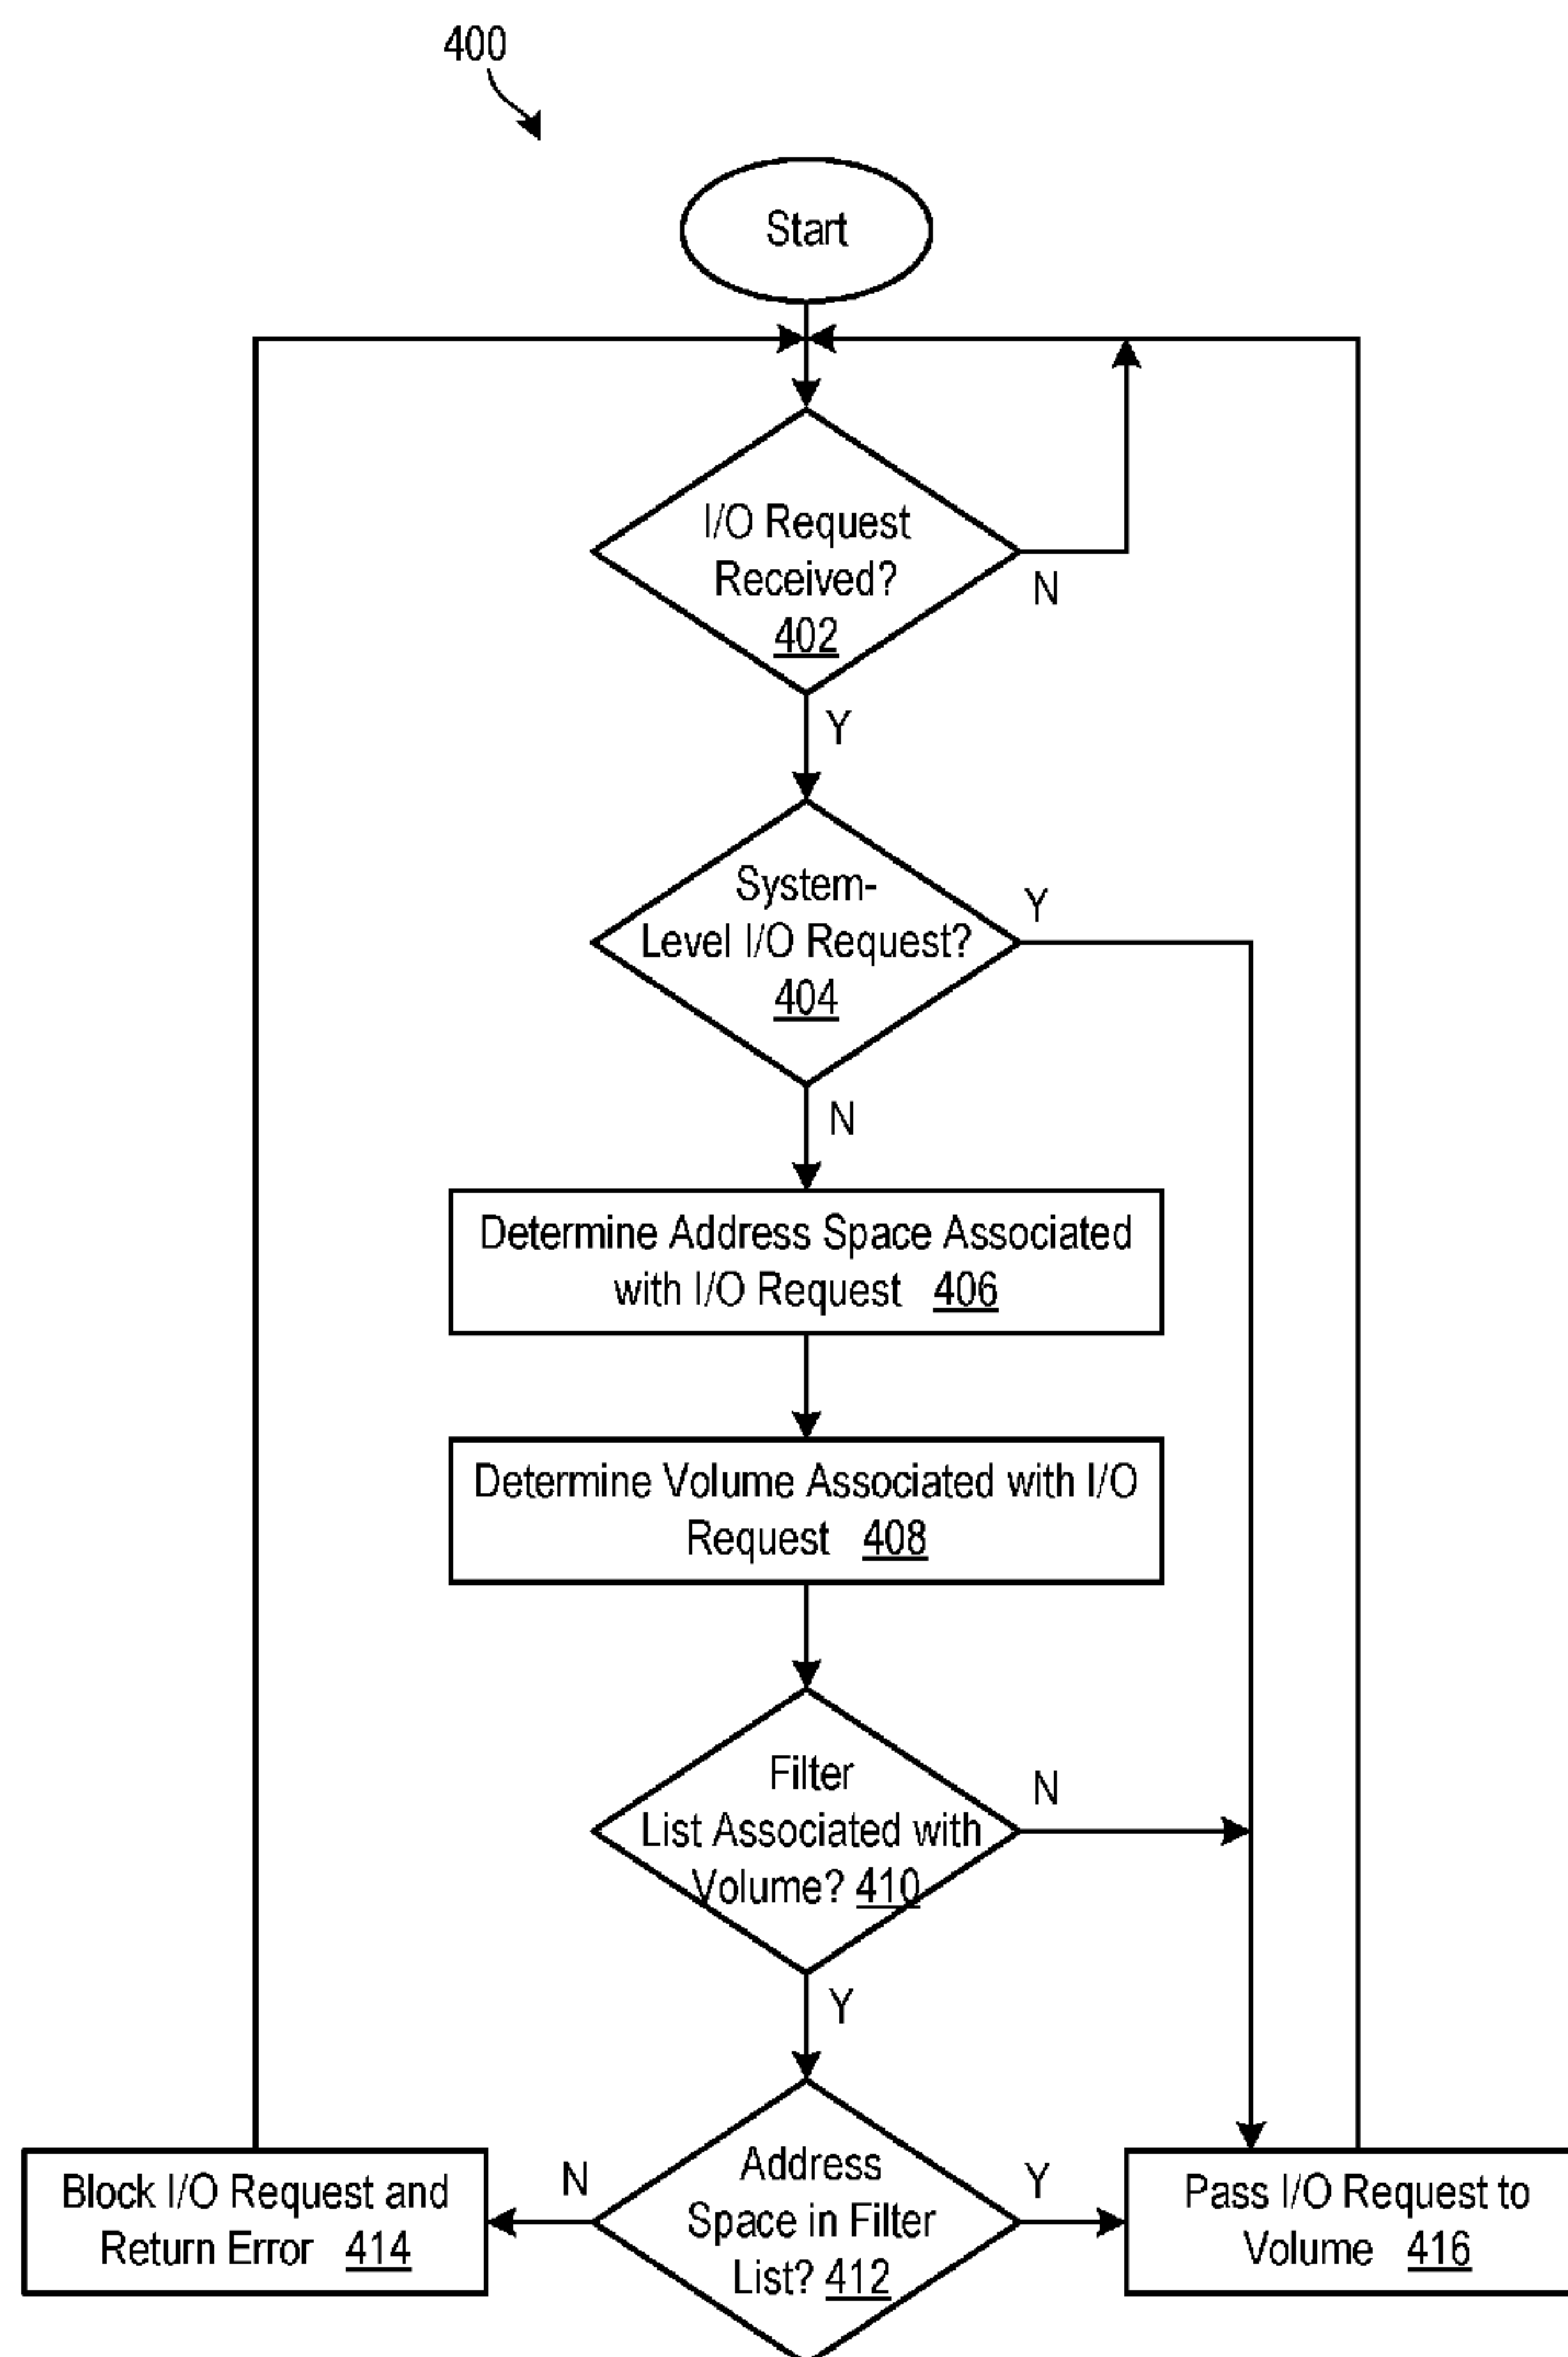 400
Start
I/O Request
Received?
402
N
Y
System-
Level I/O Request?
404
Y
N
Determine Address Space Associated
with I/O Request 406
Determine Volume Associated with I/O
Request 408
Filter
List Associated with
Volume? 410
N
Y
Address
Space in Filter
List? 412
N
Y
Block I/O Request and
Return Error 414
Pass I/O Request to
Volume 416